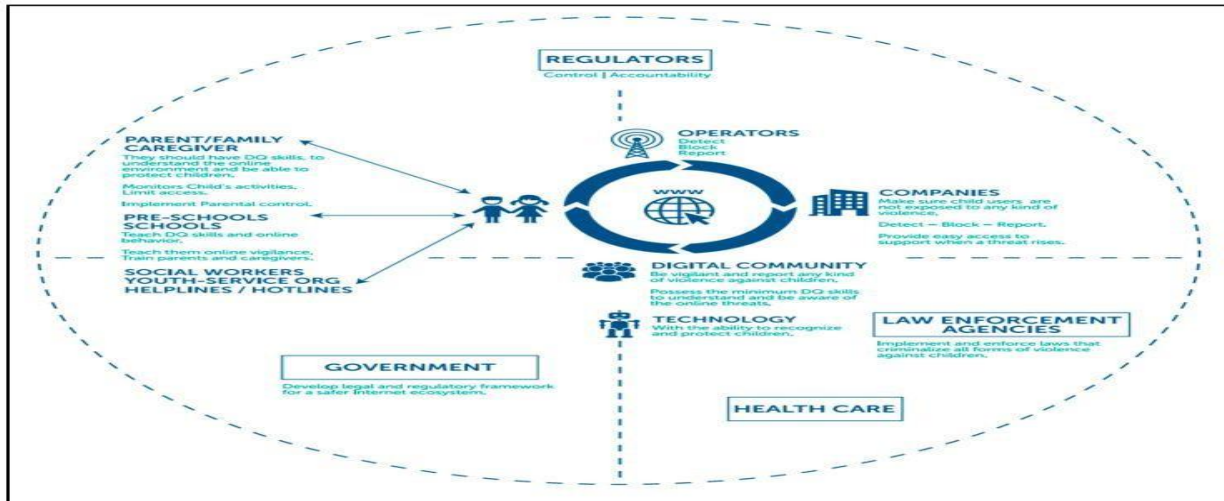 REGULATORS
Control | Accountability
PARENT/FAMILY
CAREGIVER
They should have DQ skills, to
understand the online
environment and be able to
protect children.
Monitors Child's activities.
Limit access.
Implement Parental control.
PRE-SCHOOLS
SCHOOLS
Teach DQ skills and online
behavior.
Teach them online vigilance,
Train parents and caregivers.
SOCIAL WORKERS
YOUTH-SERVICE ORG
HELPLINES / HOTLINES
OPERATORS
Detect
Block
Report
WWW
COMPANIES
Make sure child users are
not exposed to any kind of
violence.
Detect – Block – Report.
Provide easy access to
support when a threat rises.
DIGITAL COMMUNITY
Be vigilant and report any kind
of violence against children.
Possess the minimum DQ skills
to understand and be aware of
the online threats.
TECHNOLOGY
With the ability to recognize
and protect children.
LAW ENFORCEMENT
AGENCIES
Implement and enforce laws that
criminalize all forms of violence
against children.
GOVERNMENT
Develop legal and regulatory framework
for a safer Internet ecosystem.
HEALTH CARE